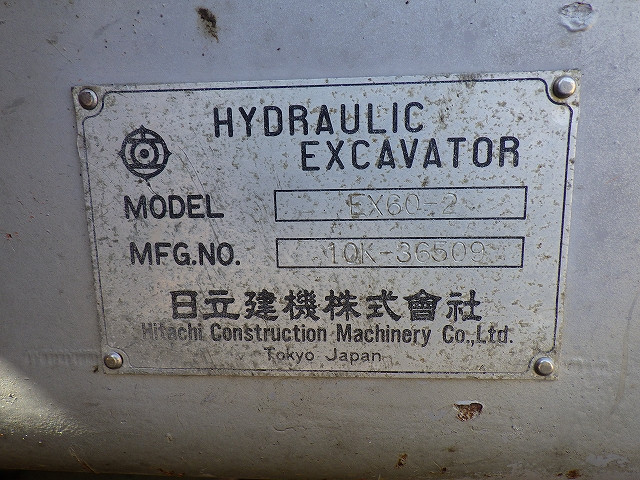 HYDRAULIC
EXCAVATOR
MODEL EX60-2
MFG.NO. 1QK-36509
日立建機株式會社
Hitachi Construction Machinery Co.,Ltd.
Tokyo Japan